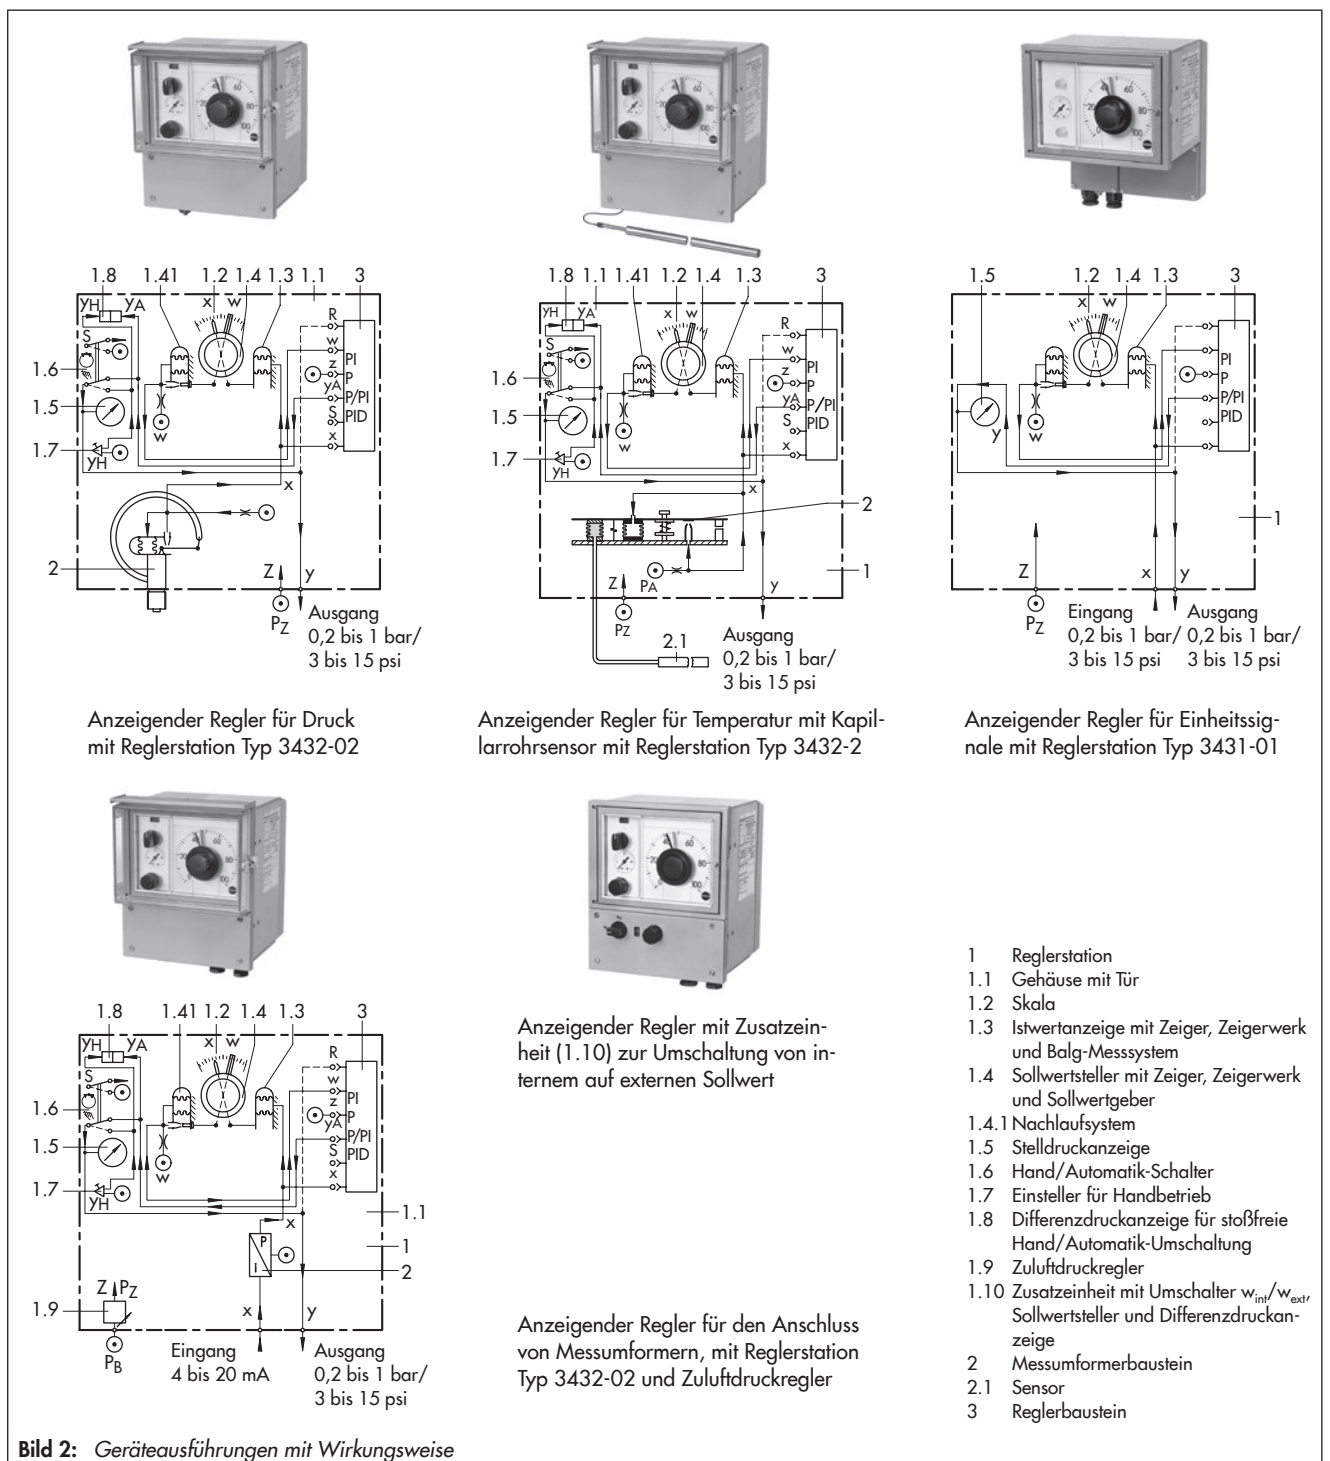 1.8 1.41 1.2 1.4 1.3 1.1 3
yH yA x w
S
R
w
z
yA
S
x
PI
P
P/PI
PID
1.6
1.5
1.7
yH
w
x
2
Z
y
PZ
Ausgang
0,2 bis 1 bar/
3 bis 15 psi
Anzeigender Regler für Druck
mit Reglerstation Typ 3432-02
1.8 1.1 1.41 1.2 1.4 1.3 3
yH yA x w
S
R
w
z
yA
S
x
PI
P
P/PI
PID
1.6
1.5
1.7
yH
w
x
2
PA
Z
y
1
PZ
2.1
Ausgang
0,2 bis 1 bar/
3 bis 15 psi
Anzeigender Regler für Temperatur mit Kapil-
larrohrsensor mit Reglerstation Typ 3432-2
1.5 1.2 1.4 1.3 3
x w
PI
P
P/PI
PID
y
w
1
Z
x y
PZ
Eingang
0,2 bis 1 bar/
3 bis 15 psi
Ausgang
0,2 bis 1 bar/
3 bis 15 psi
Anzeigender Regler für Einheitssig-
nale mit Reglerstation Typ 3431-01
1.8 1.41 1.2 1.4 1.3 3
yH yA x w
S
R
w
z
yA
S
x
PI
P
P/PI
PID
1.6
1.5
1.7
yH
w
x
1.1
1
P
I
2
Z PZ
1.9
x y
PB
Eingang
4 bis 20 mA
Ausgang
0,2 bis 1 bar/
3 bis 15 psi
Anzeigender Regler mit Zusatzein-
heit (1.10) zur Umschaltung von in-
ternem auf externen Sollwert
Anzeigender Regler für den Anschluss
von Messumformern, mit Reglerstation
Typ 3432-02 und Zuluftdruckregler
1 Reglerstation
1.1 Gehäuse mit Tür
1.2 Skala
1.3 Istwertanzeige mit Zeiger, Zeigerwerk
und Balg-Messsystem
1.4 Sollwertsteller mit Zeiger, Zeigerwerk
und Sollwertgeber
1.4.1 Nachlaufsystem
1.5 Stelldruckanzeige
1.6 Hand/Automatik-Schalter
1.7 Einsteller für Handbetrieb
1.8 Differenzdruckanzeige für stoßfreie
Hand/Automatik-Umschaltung
1.9 Zuluftdruckregler
1.10 Zusatzeinheit mit Umschalter wint/wext,
Sollwertsteller und Differenzdruckan-
zeige
2 Messumformerbaustein
2.1 Sensor
3 Reglerbaustein
Bild 2: Geräteausführungen mit Wirkungsweise